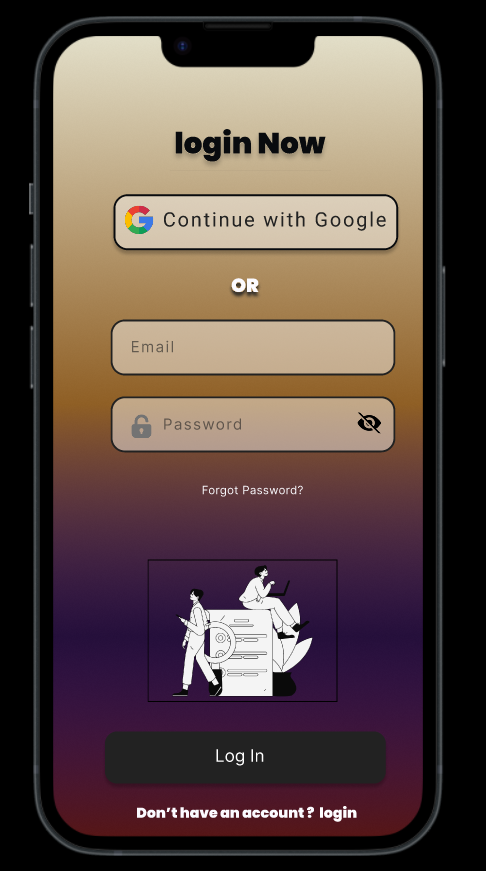 login Now
Continue with Google
OR
Email
Password
Forgot Password?
Log In
Don't have an account ? login